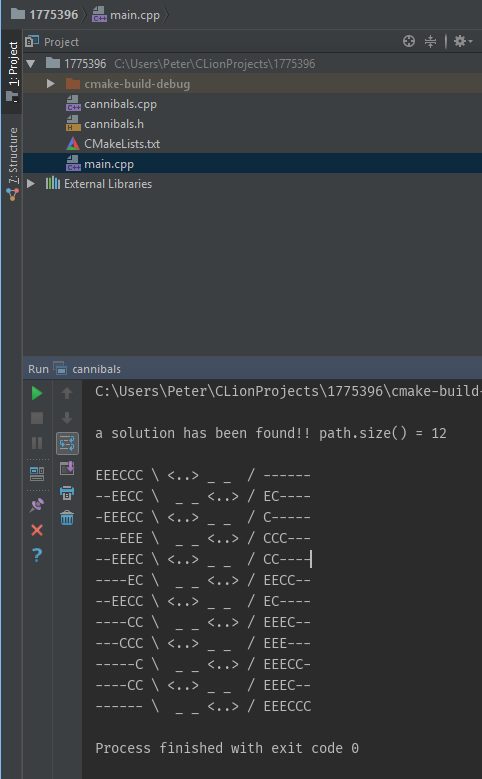 1775396 main.cpp
1: Project
7: Structure
Project
1775396 C:\Users\Peter\CLionProjects\1775396
cmake-build-debug
cannibals.cpp
cannibals.h
CMakeLists.txt
main.cpp
External Libraries
Run cannibals
C:\Users\Peter\CLionProjects\1775396\cmake-build-
a solution has been found!! path.size() = 12
EEECCC \ <..> _ _  / ------
--EECC \  _ _ <..> / EC----
-EEECC \ <..> _ _  / C-----
---EEE \  _ _ <..> / CCC---
--EEEC \ <..> _ _  / CC----
----EC \  _ _ <..> / EECC--
--EECC \ <..> _ _  / EC----
----CC \  _ _ <..> / EEEC--
---CCC \ <..> _ _  / EEE---
-----C \  _ _ <..> / EEECC-
----CC \ <..> _ _  / EEEC--
------ \  _ _ <..> / EEECCC
Process finished with exit code 0